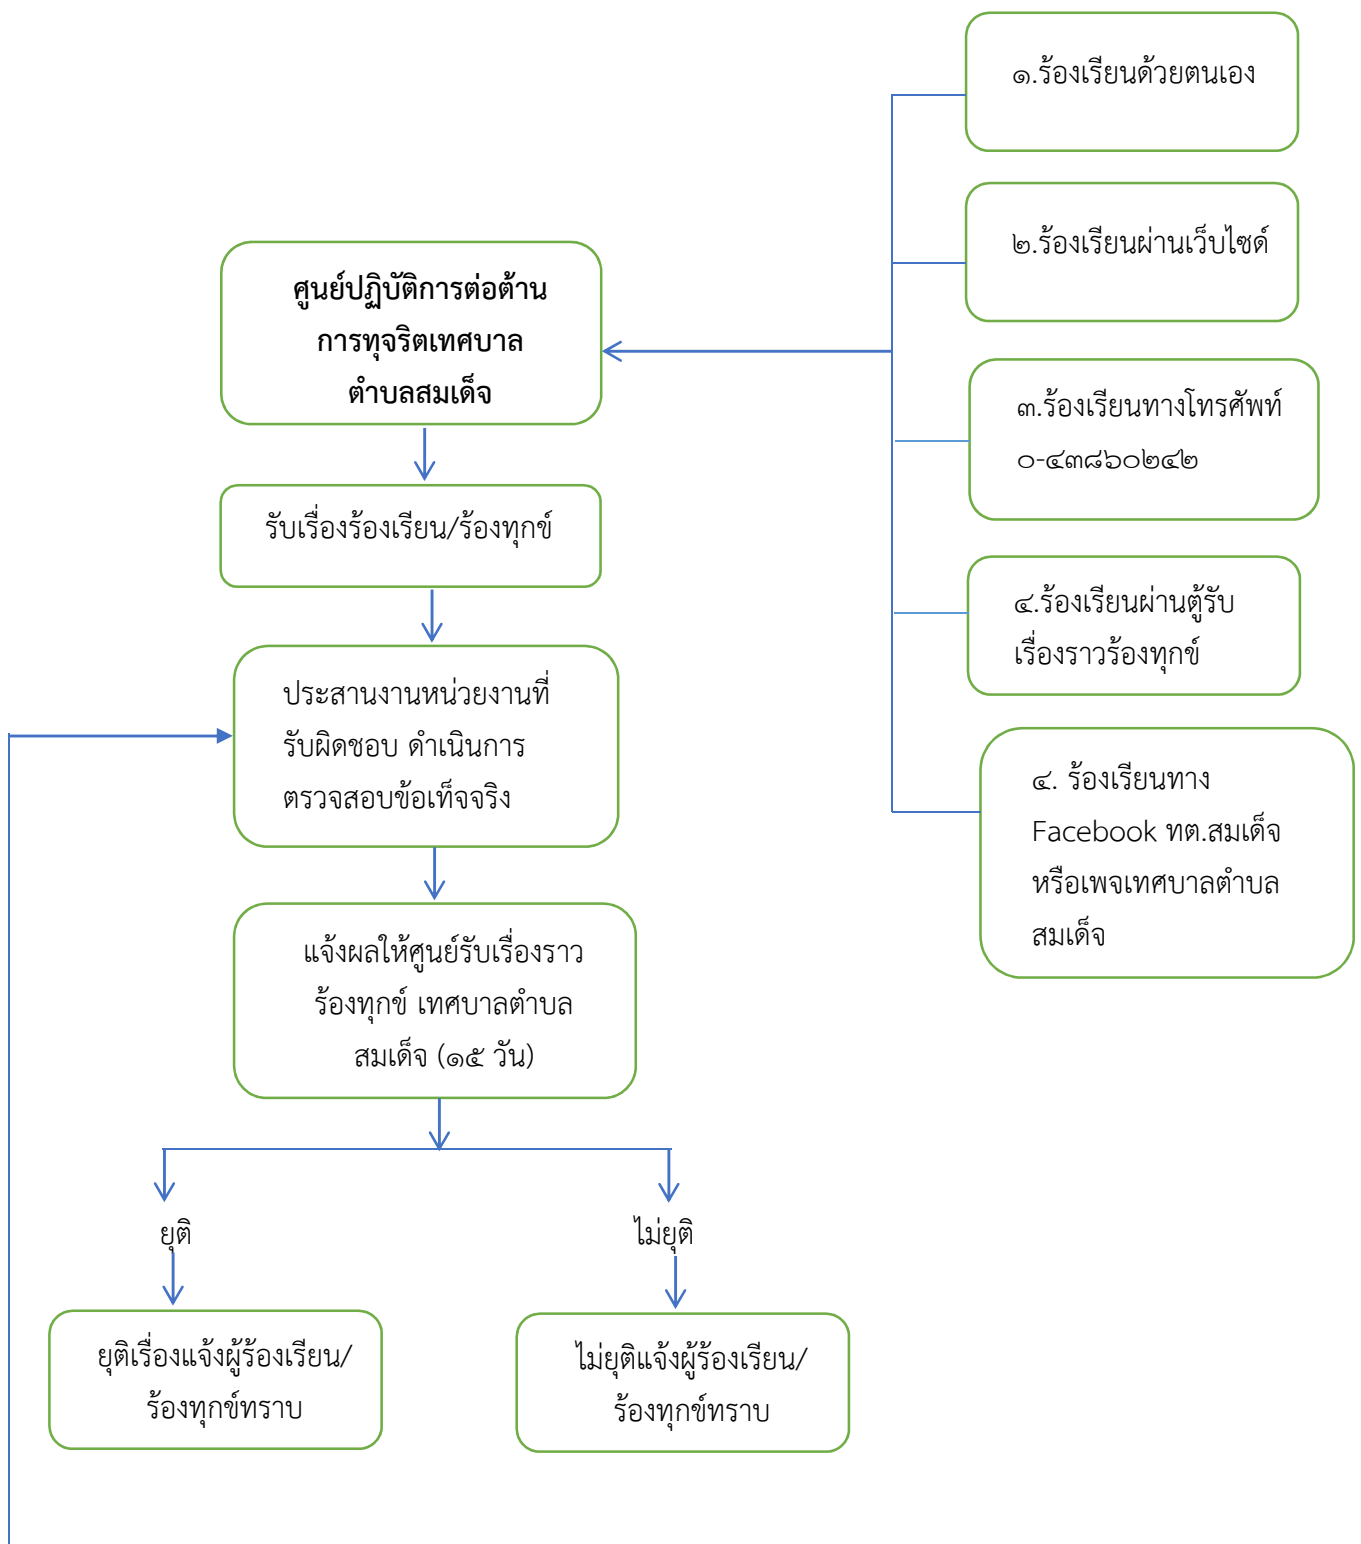 ๑.ร้องเรียนด้วยตนเอง
๒.ร้องเรียนผ่านเว็บไซด์
ศูนย์ปฏิบัติการต่อต้าน
การทุจริตเทศบาล
ตำบลสมเด็จ
๓.ร้องเรียนทางโทรศัพท์
๐-๔๓๘๖๐๒๔๒
รับเรื่องร้องเรียน/ร้องทุกข์
๔.ร้องเรียนผ่านตู้รับ
เรื่องราวร้องทุกข์
ประสานงานหน่วยงานที่
รับผิดชอบ ดำเนินการ
ตรวจสอบข้อเท็จจริง
๔. ร้องเรียนทาง
Facebook ทต.สมเด็จ
หรือเพจเทศบาลตำบล
สมเด็จ
แจ้งผลให้ศูนย์รับเรื่องราว
ร้องทุกข์ เทศบาลตำบล
สมเด็จ (๑๕ วัน)
ยุติ
ไม่ยุติ
ยุติเรื่องแจ้งผู้ร้องเรียน/
ร้องทุกข์ทราบ
ไม่ยุติแจ้งผู้ร้องเรียน/
ร้องทุกข์ทราบ